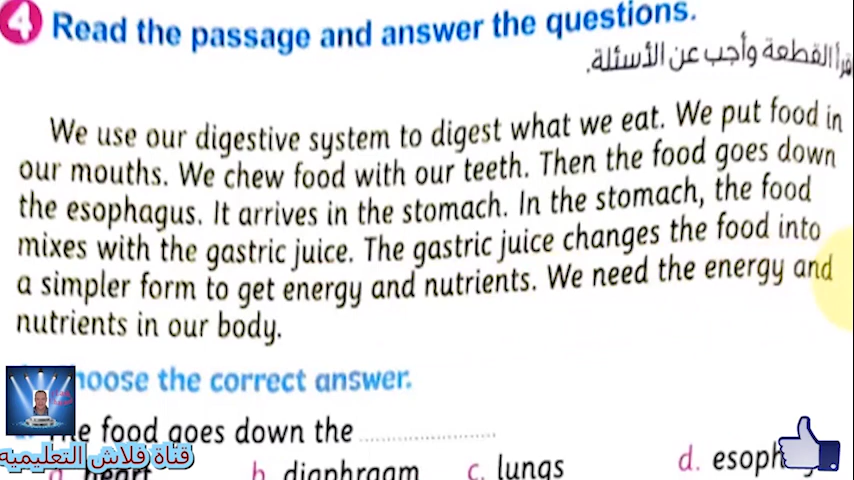 4 Read the passage and answer the questions.
اقرأ القطعة وأجب عن الأسئلة.
We use our digestive system to digest what we eat. We put food in
our mouths. We chew food with our teeth. Then the food goes down
the esophagus. It arrives in the stomach. In the stomach, the food
mixes with the gastric juice. The gastric juice changes the food into
a simpler form to get energy and nutrients. We need the energy and
nutrients in our body.
hoose the correct answer.
e food goes down the ....................
a. heart b. diaphragm c. lungs d. esoph
قناة فلاش التعليمية